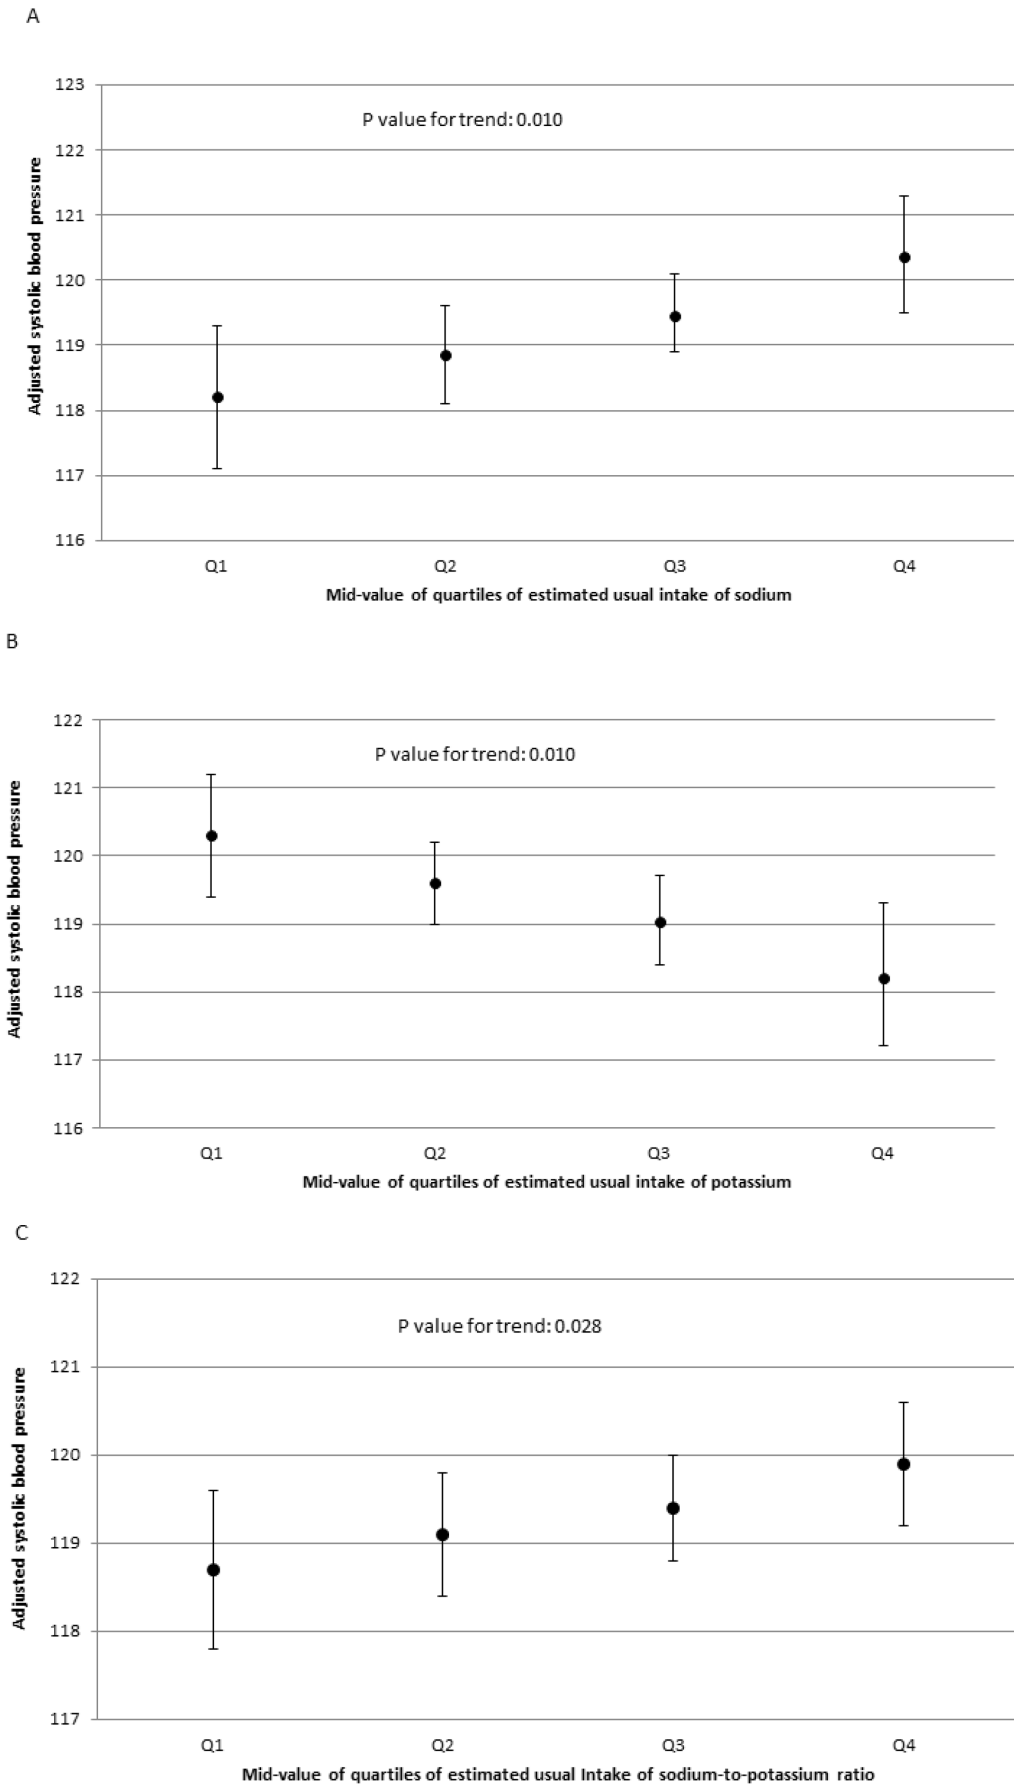 A
123
P value for trend: 0.010
122
121
120
119
118
117
116
Adjusted systolic blood pressure
Q1 Q2 Q3 Q4
Mid-value of quartiles of estimated usual intake of sodium
B
122
P value for trend: 0.010
121
120
119
118
117
116
Adjusted systolic blood pressure
Q1 Q2 Q3 Q4
Mid-value of quartiles of estimated usual intake of potassium
C
122
P value for trend: 0.028
121
120
119
118
117
Adjusted systolic blood pressure
Q1 Q2 Q3 Q4
Mid-value of quartiles of estimated usual Intake of sodium-to-potassium ratio